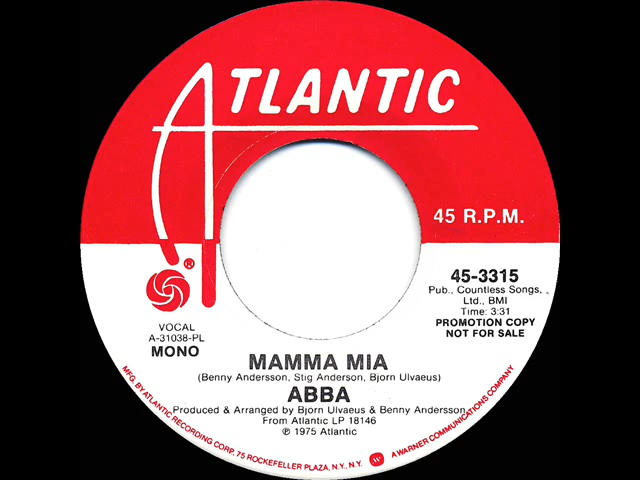 ATLANTIC
45 R.P.M.
45-3315
Pub., Countless Songs,
Ltd., BMI
Time: 3:31
PROMOTION COPY
NOT FOR SALE
®
VOCAL
A-31038-PL
MONO
MAMMA MIA
(Benny Andersson, Stig Anderson, Bjorn Ulvaeus)
ABBA
Produced & Arranged by Bjorn Ulvaeus & Benny Andersson
From Atlantic LP 18146
℗ 1975 Atlantic
MFG. BY ATLANTIC RECORDING CORP. 75 ROCKEFELLER PLAZA, N.Y., N.Y. W A WARNER COMMUNICATIONS COMPANY